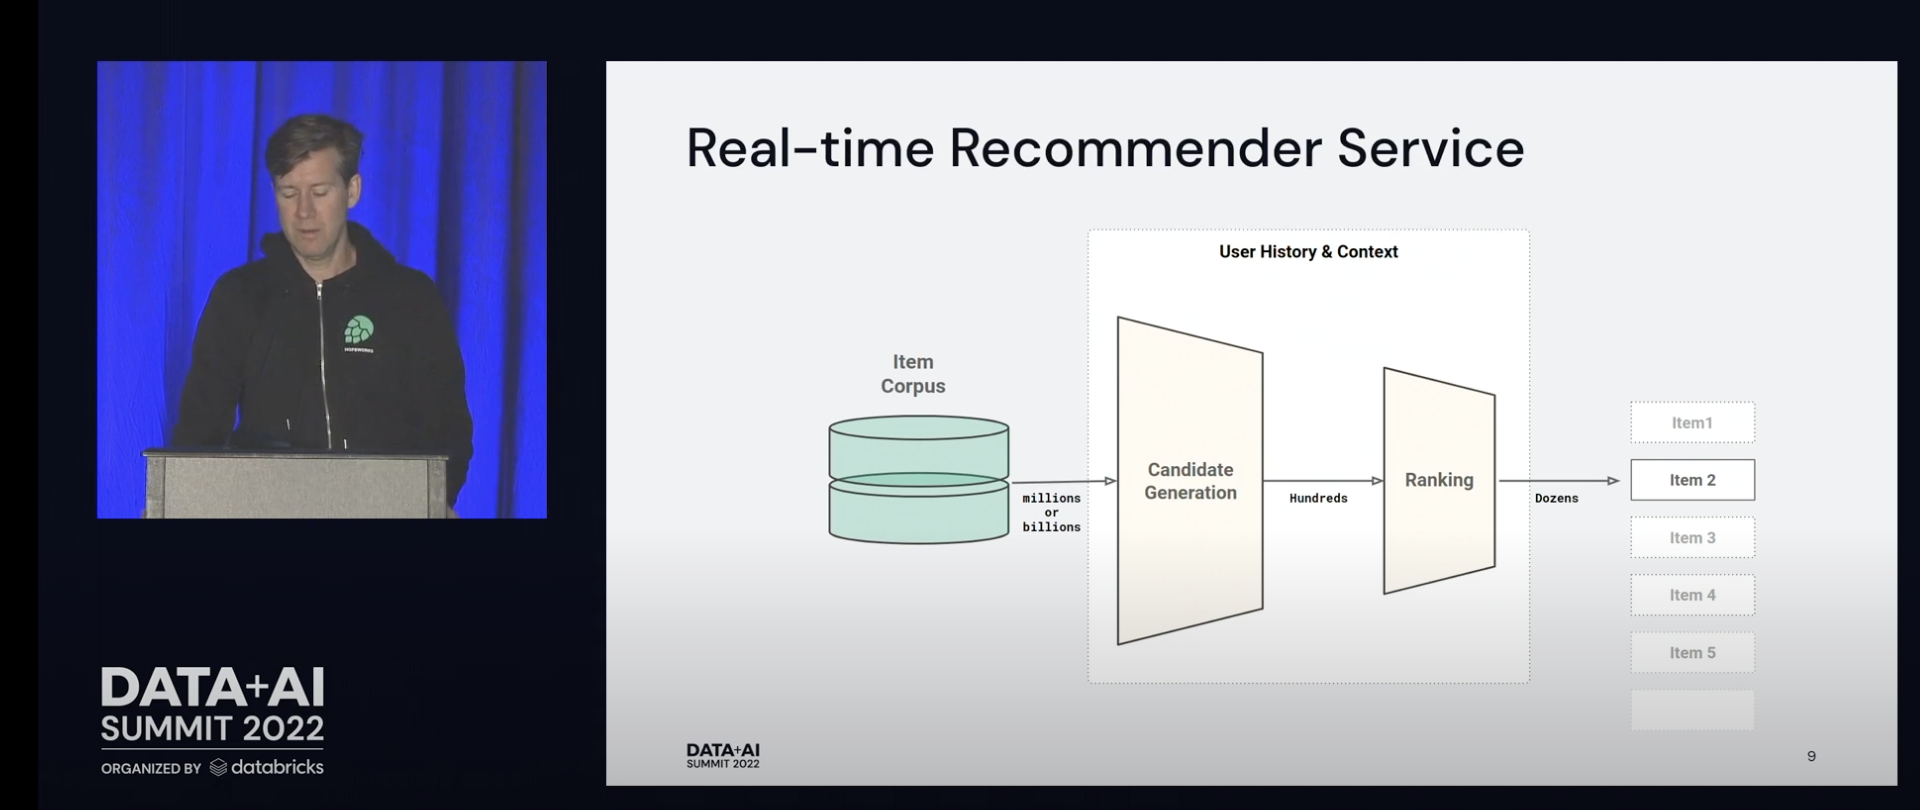 Real-time Recommender Service
User History & Context
Item
Corpus
millions
or
billions
Candidate
Generation
Hundreds
Ranking
Dozens
Item1
Item 2
Item 3
Item 4
Item 5
HOPSWORKS
DATA+AI
SUMMIT 2022
ORGANIZED BY databricks
DATA+AI
SUMMIT 2022
9